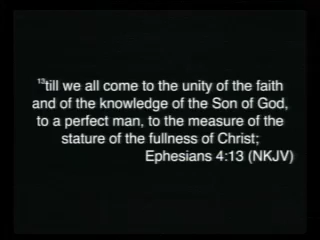 13till we all come to the unity of the faith
and of the knowledge of the Son of God,
to a perfect man, to the measure of the
stature of the fullness of Christ;
Ephesians 4:13 (NKJV)